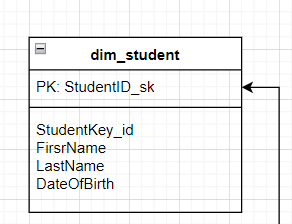 dim_student
PK: StudentID_sk
StudentKey_id
FirsrName
LastName
DateOfBirth